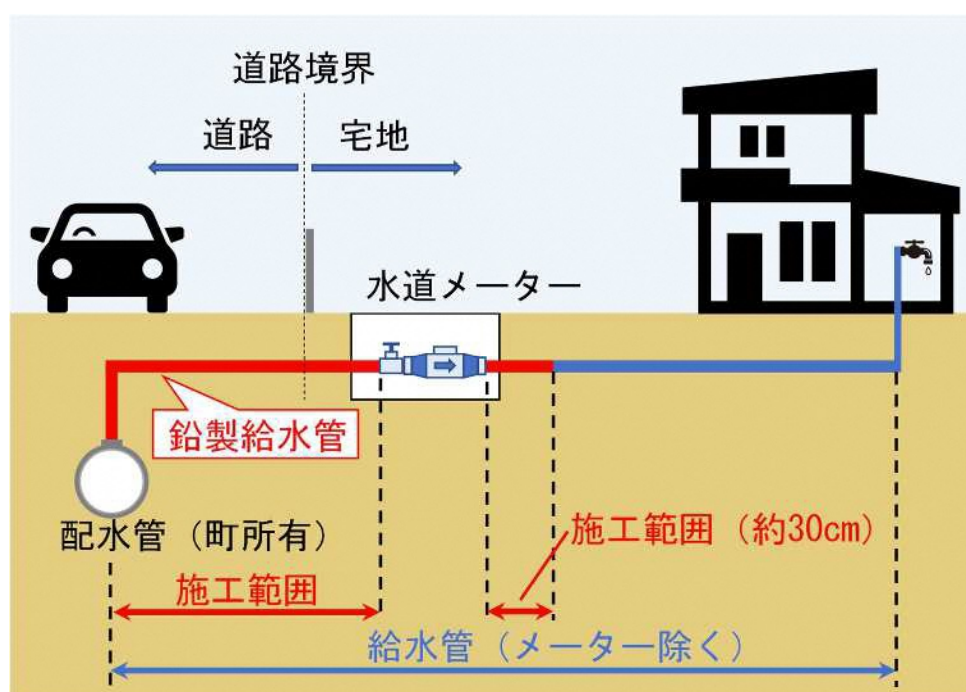 道路境界
道路
宅地
水道メーター
鉛製給水管
配水管（町所有）
施工範囲（約30cm）
施工範囲
給水管（メーター除く）